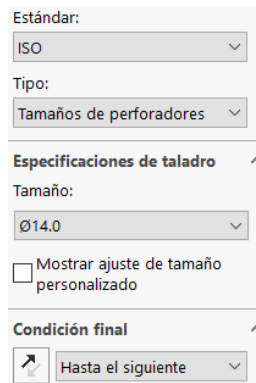 Estándar:
ISO
Tipo:
Tamaños de perforadores
Especificaciones de taladro
Tamaño:
Ø14.0
Mostrar ajuste de tamaño
personalizado
Condición final
Hasta el siguiente